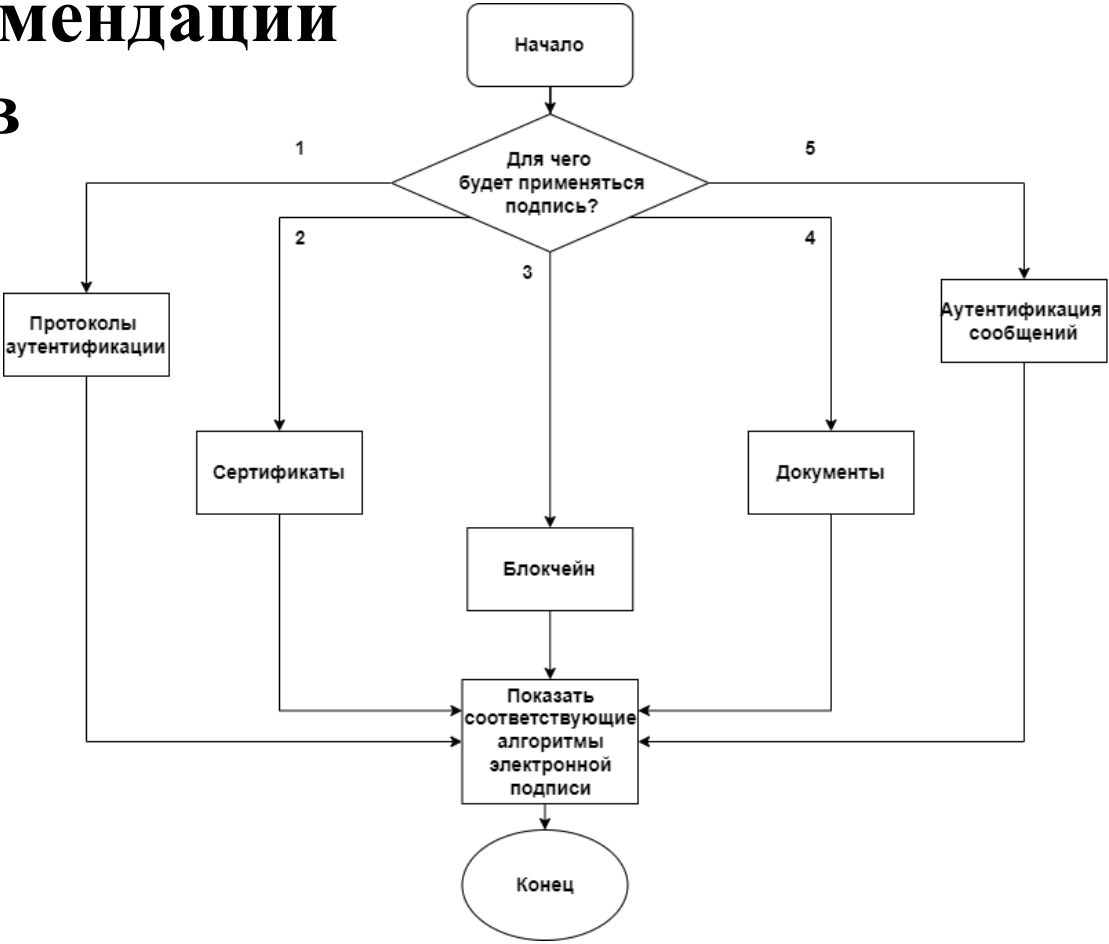 мендации
в
Начало
Для чего
будет применяться
подпись?
1
5
2
4
3
Протоколы
аутентификации
Аутентификация
сообщений
Сертификаты
Документы
Блокчейн
Показать
соответствующие
алгоритмы
электронной
подписи
Конец